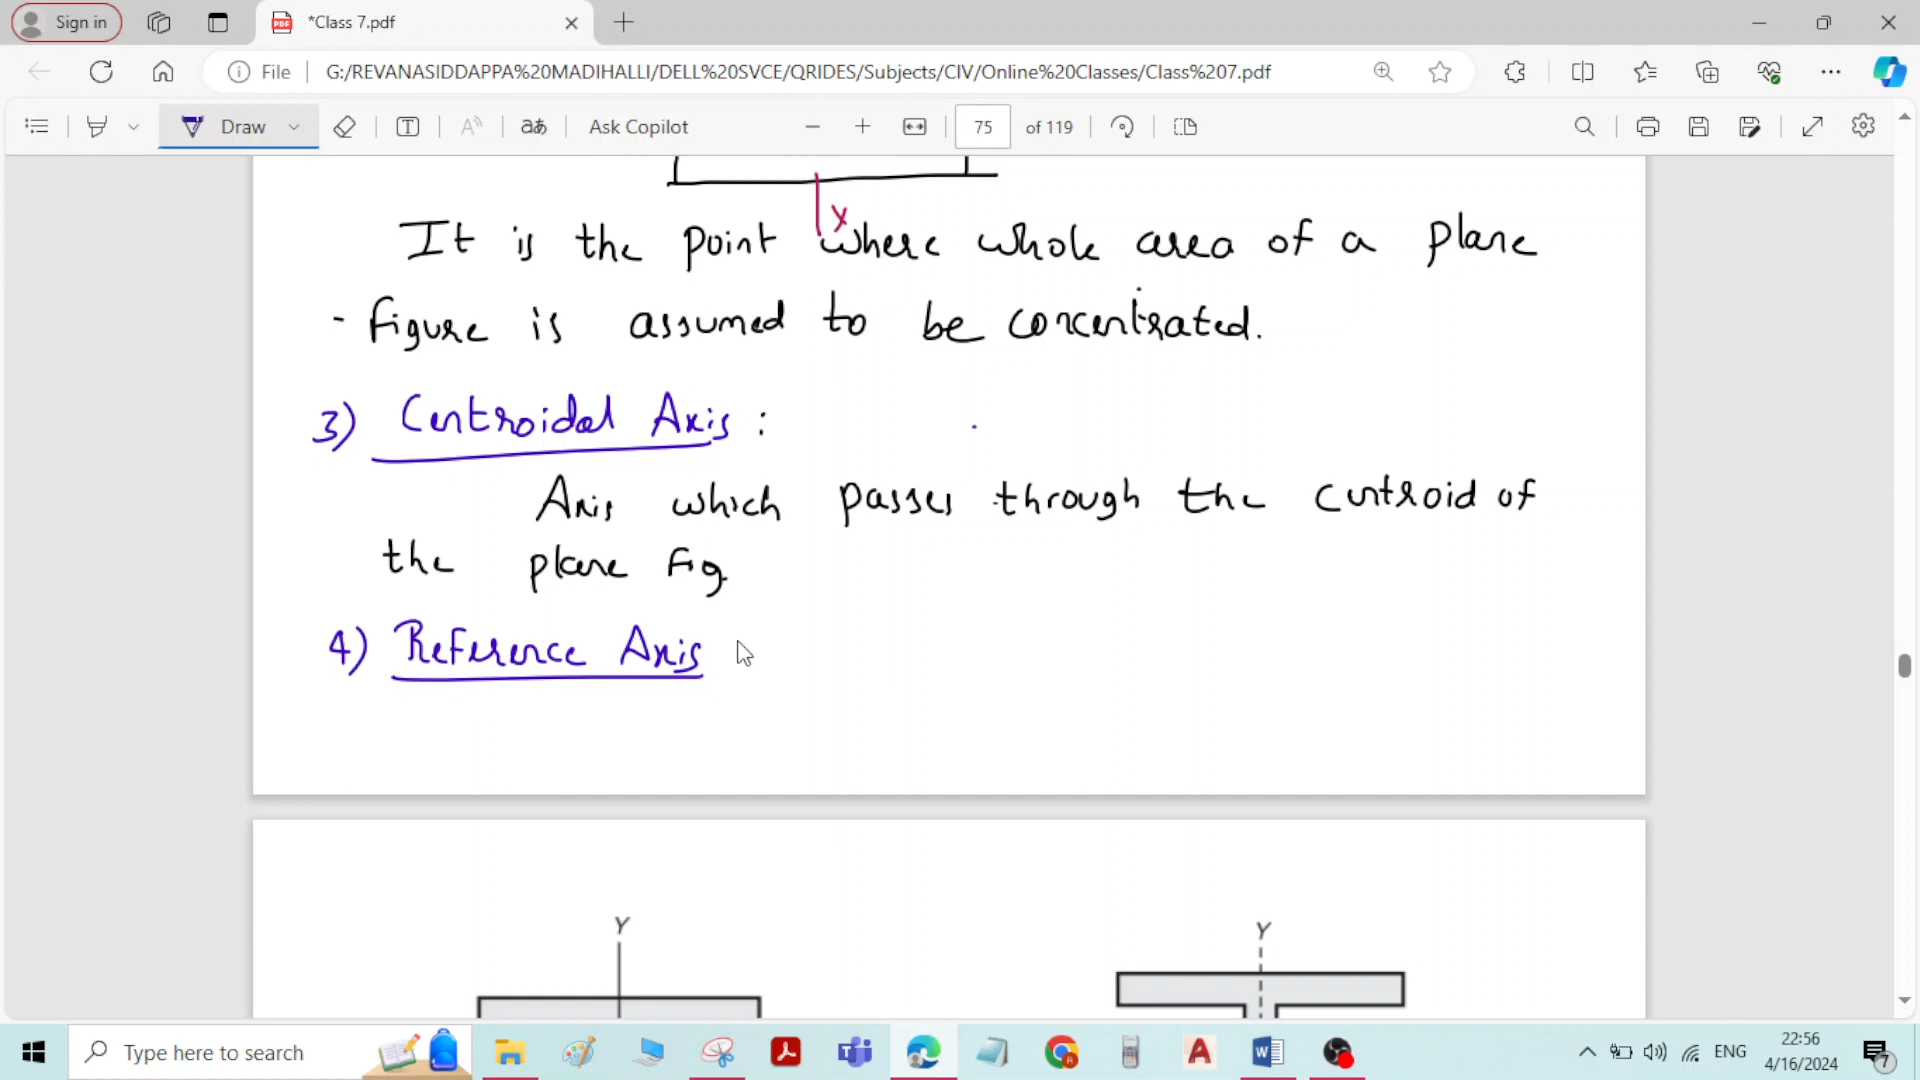 Sign in
*Class 7.pdf
File
G:/REVANASIDDAPPA%20MADIHALLI/DELL%20SVCE/QRIDES/Subjects/CIV/Online%20Classes/Class%207.pdf
Draw
Ask Copilot
75 of 119
X
It is the point where whole area of a plane
- figure is assumed to be concentrated.
3) Centroidal Axis :
Axis which passes through the centroid of
the plane fig
4) Reference Axis
Y
Y
Type here to search
ENG
22:56
4/16/2024
7